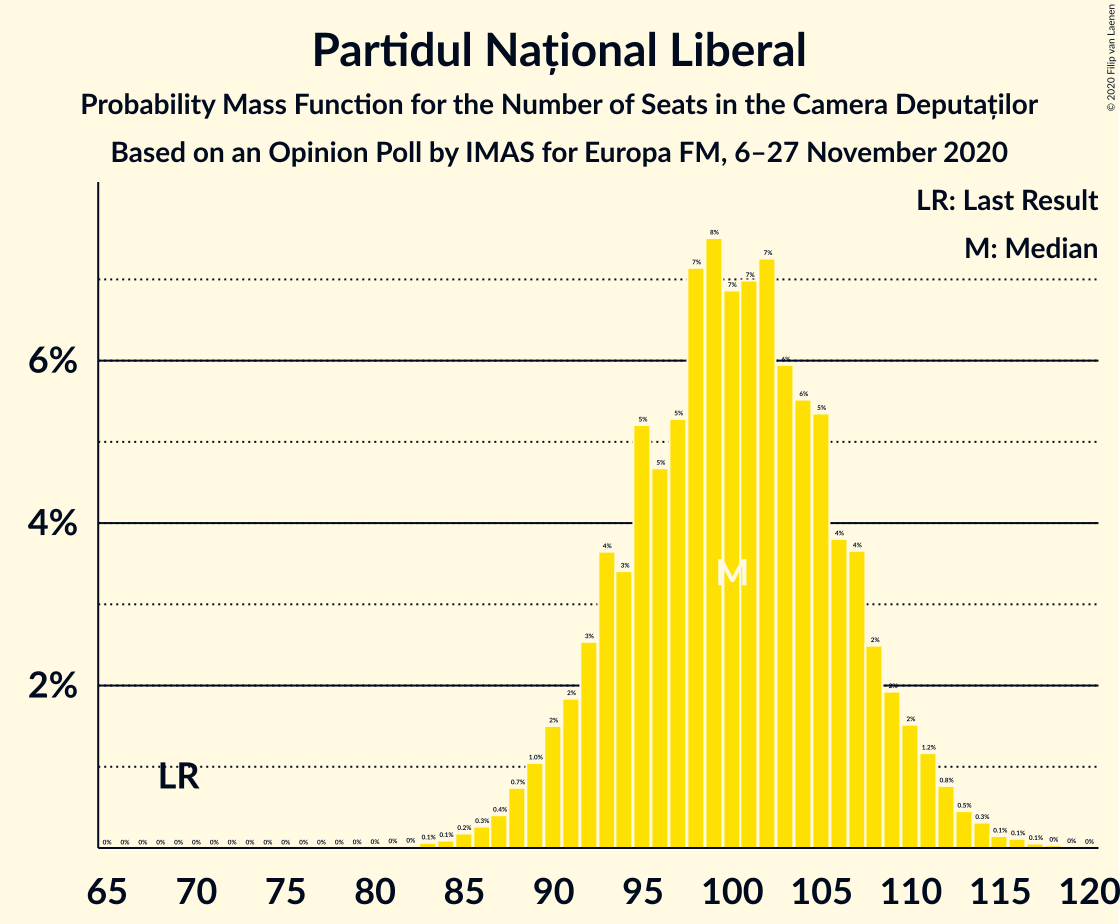 Partidul Național Liberal
Probability Mass Function for the Number of Seats in the Camera Deputaților
Based on an Opinion Poll by IMAS for Europa FM, 6–27 November 2020
© 2020 Filip van Laenen
LR: Last Result
M: Median
6%
4%
2%
LR
M
0% 0% 0% 0% 0% 0% 0% 0% 0% 0% 0% 0% 0% 0% 0% 0% 0% 0% 0.1% 0.1% 0.2% 0.3% 0.4% 0.7% 1.0% 2% 2% 3% 4% 3% 5% 5% 5% 7% 8% 7% 7% 7% 6% 6% 5% 4% 4% 2% 2% 2% 1.2% 0.8% 0.5% 0.3% 0.1% 0.1% 0.1% 0% 0% 0%
65 70 75 80 85 90 95 100 105 110 115 120